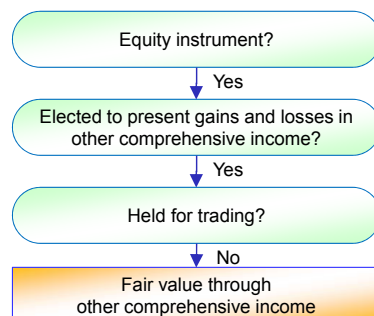 Equity instrument?
Yes
Elected to present gains and losses in
other comprehensive income?
Yes
Held for trading?
No
Fair value through
other comprehensive income